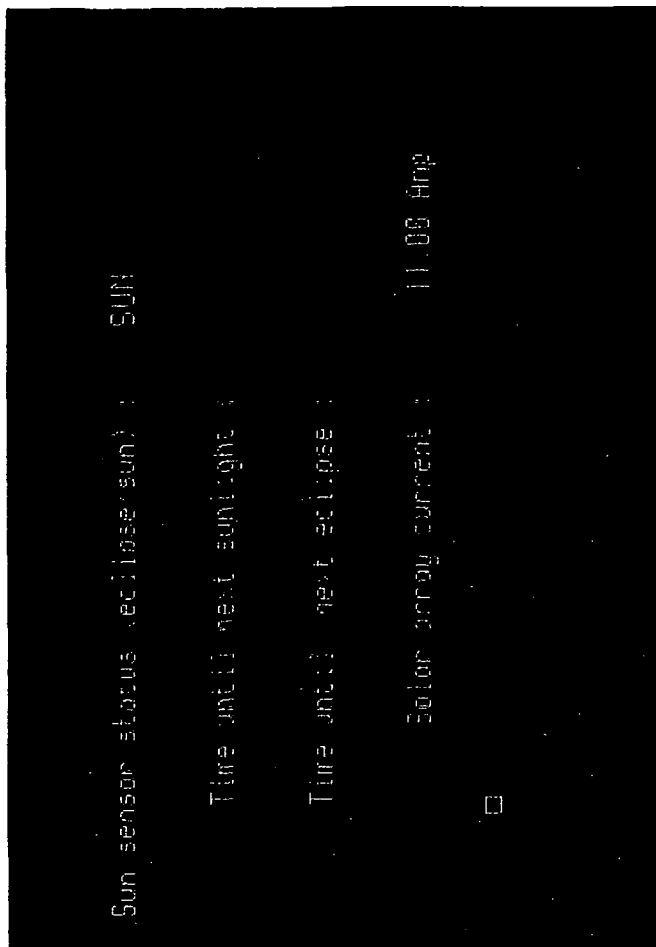 Sun sensor status (eclipse/sun) : SUN
Time until next sunlight :
Time until next eclipse :
Solar array current : 11.00 Amp